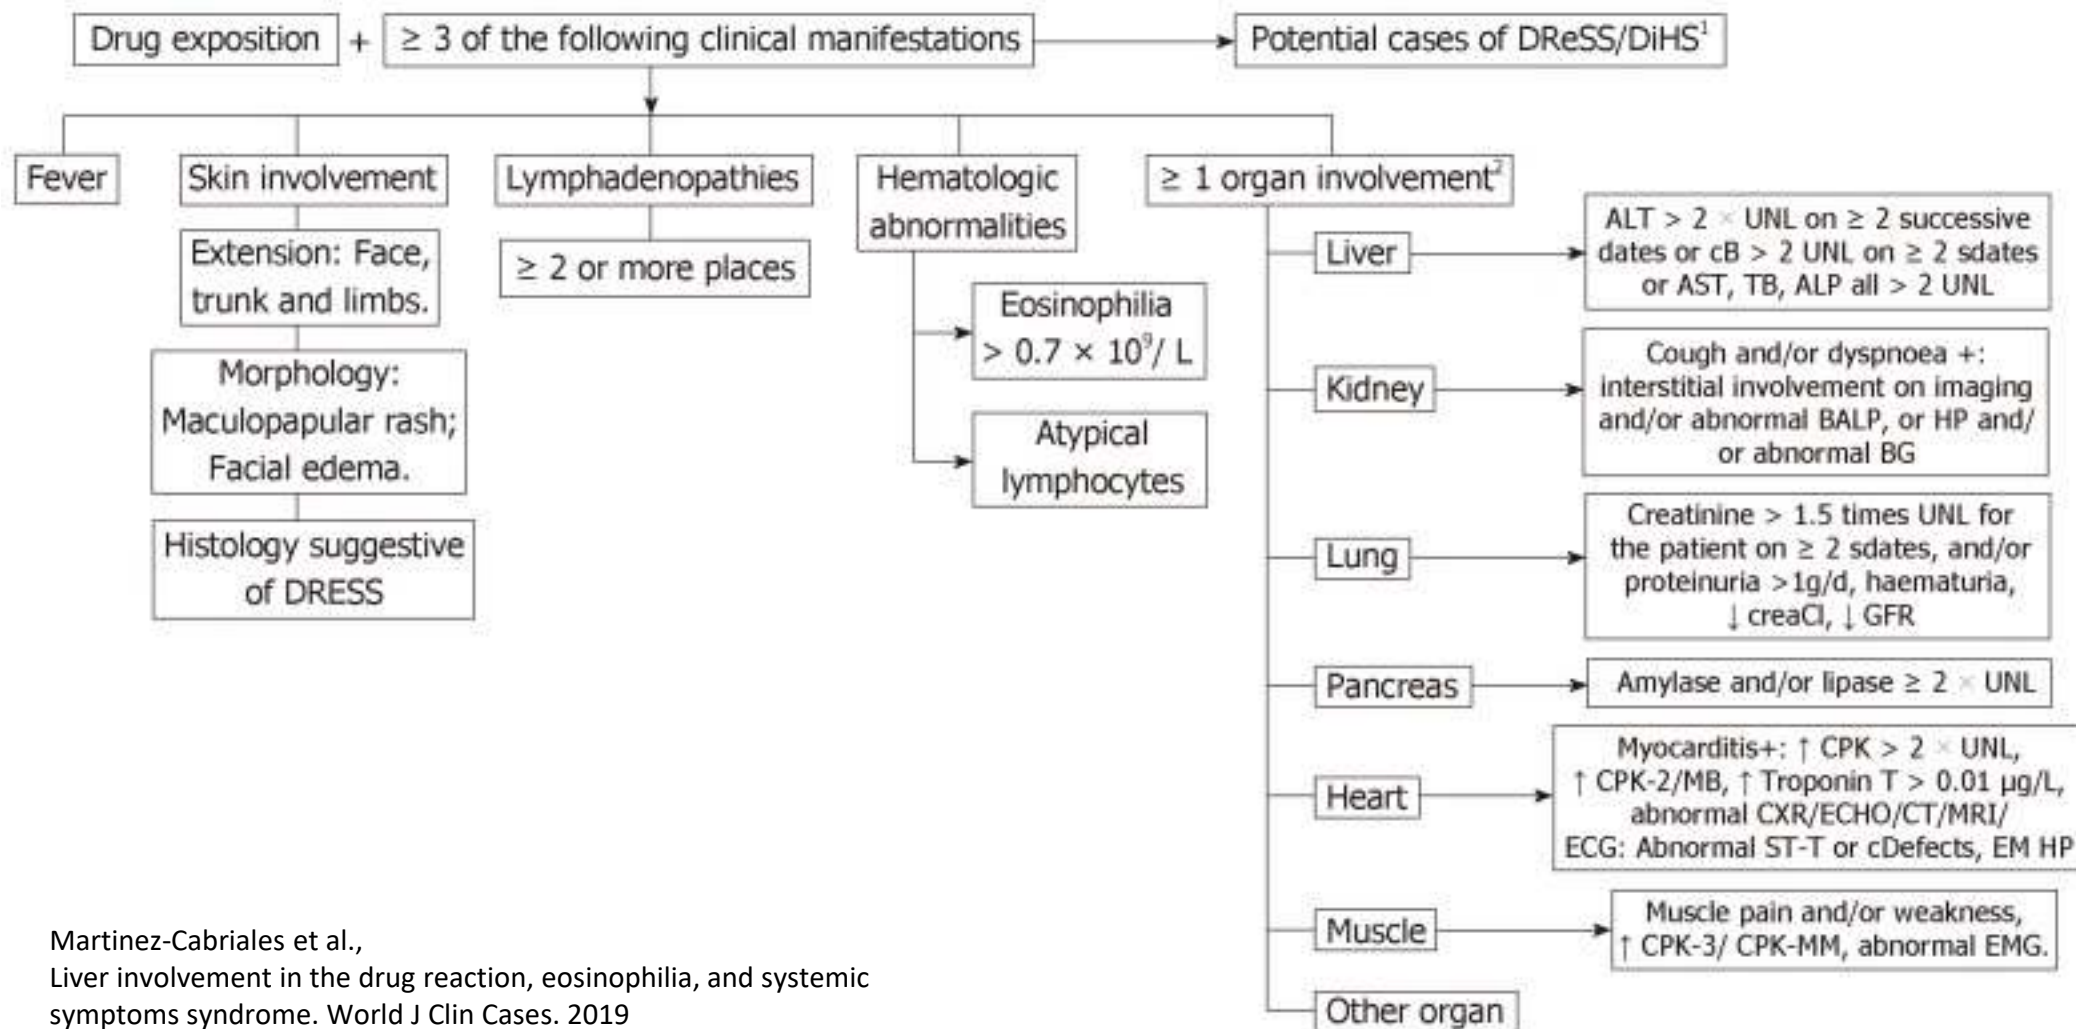 Drug exposition + ≥ 3 of the following clinical manifestations Potential cases of DReSS/DiHS¹
Fever
Skin involvement
Extension: Face,
trunk and limbs.
Morphology:
Maculopapular rash;
Facial edema.
Histology suggestive
of DRESS
Lymphadenopathies
≥ 2 or more places
Hematologic
abnormalities
Eosinophilia
> 0.7 × 10⁹/ L
Atypical
lymphocytes
≥ 1 organ involvement²
Liver
ALT > 2 × UNL on ≥ 2 successive
dates or cB > 2 UNL on ≥ 2 sdates
or AST, TB, ALP all > 2 UNL
Kidney
Cough and/or dyspnoea +:
interstitial involvement on imaging
and/or abnormal BALP, or HP and/
or abnormal BG
Lung
Creatinine > 1.5 times UNL for
the patient on ≥ 2 sdates, and/or
proteinuria >1g/d, haematuria,
↓ creaCl, ↓ GFR
Pancreas
Amylase and/or lipase ≥ 2 × UNL
Heart
Myocarditis+: ↑ CPK > 2 × UNL,
↑ CPK-2/MB, ↑ Troponin T > 0.01 µg/L,
abnormal CXR/ECHO/CT/MRI/
ECG: Abnormal ST-T or cDefects, EM HP
Muscle
Muscle pain and/or weakness,
↑ CPK-3/ CPK-MM, abnormal EMG.
Other organ
Martinez-Cabriales et al.,
Liver involvement in the drug reaction, eosinophilia, and systemic
symptoms syndrome. World J Clin Cases. 2019